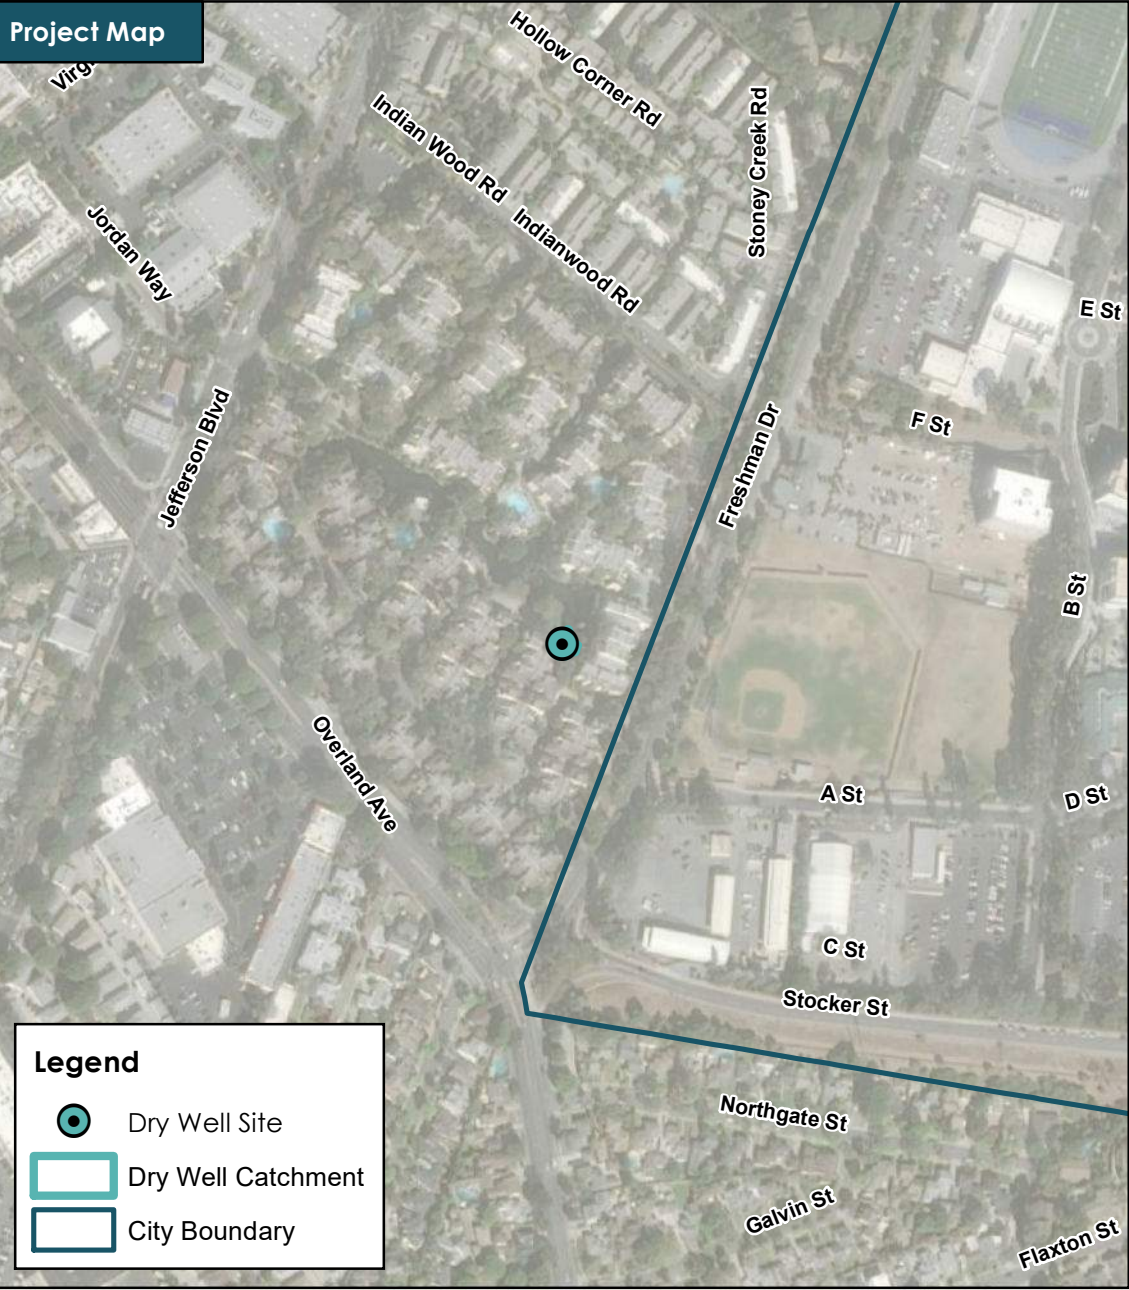 Project Map
Hollow Corner Rd
Indian Wood Rd
Stoney Creek Rd
Jordan Way
Indianwood Rd
E St
Jefferson Blvd
Freshman Dr
F St
B St
Overland Ave
A St
D St
C St
Stocker St
Legend
Dry Well Site
Dry Well Catchment
City Boundary
Northgate St
Galvin St
Flaxton St